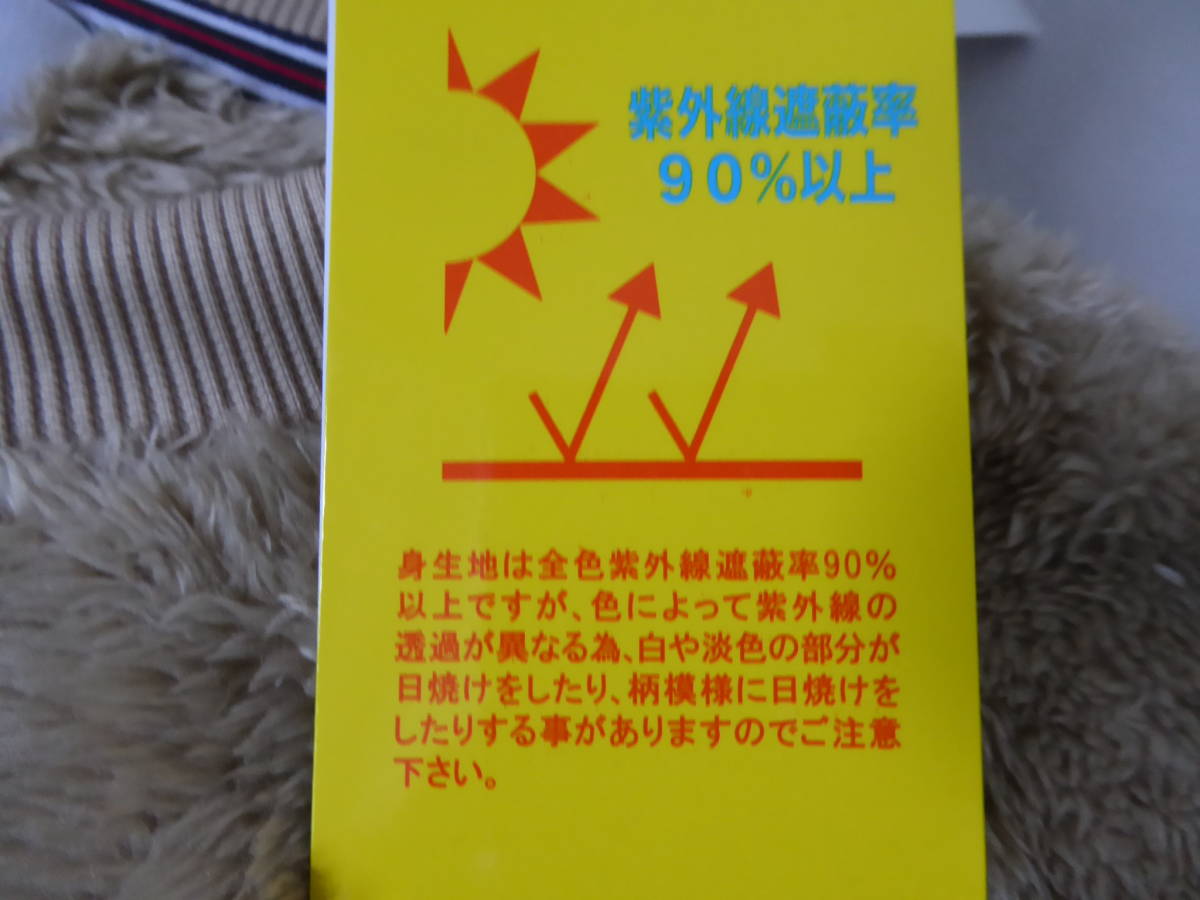 紫外線遮蔽率
90%以上
身生地は全色紫外線遮蔽率90%
以上ですが、色によって紫外線の
透過が異なる為、白や淡色の部分が
日焼けをしたり、柄模様に日焼けを
したりする事がありますのでご注意
下さい。